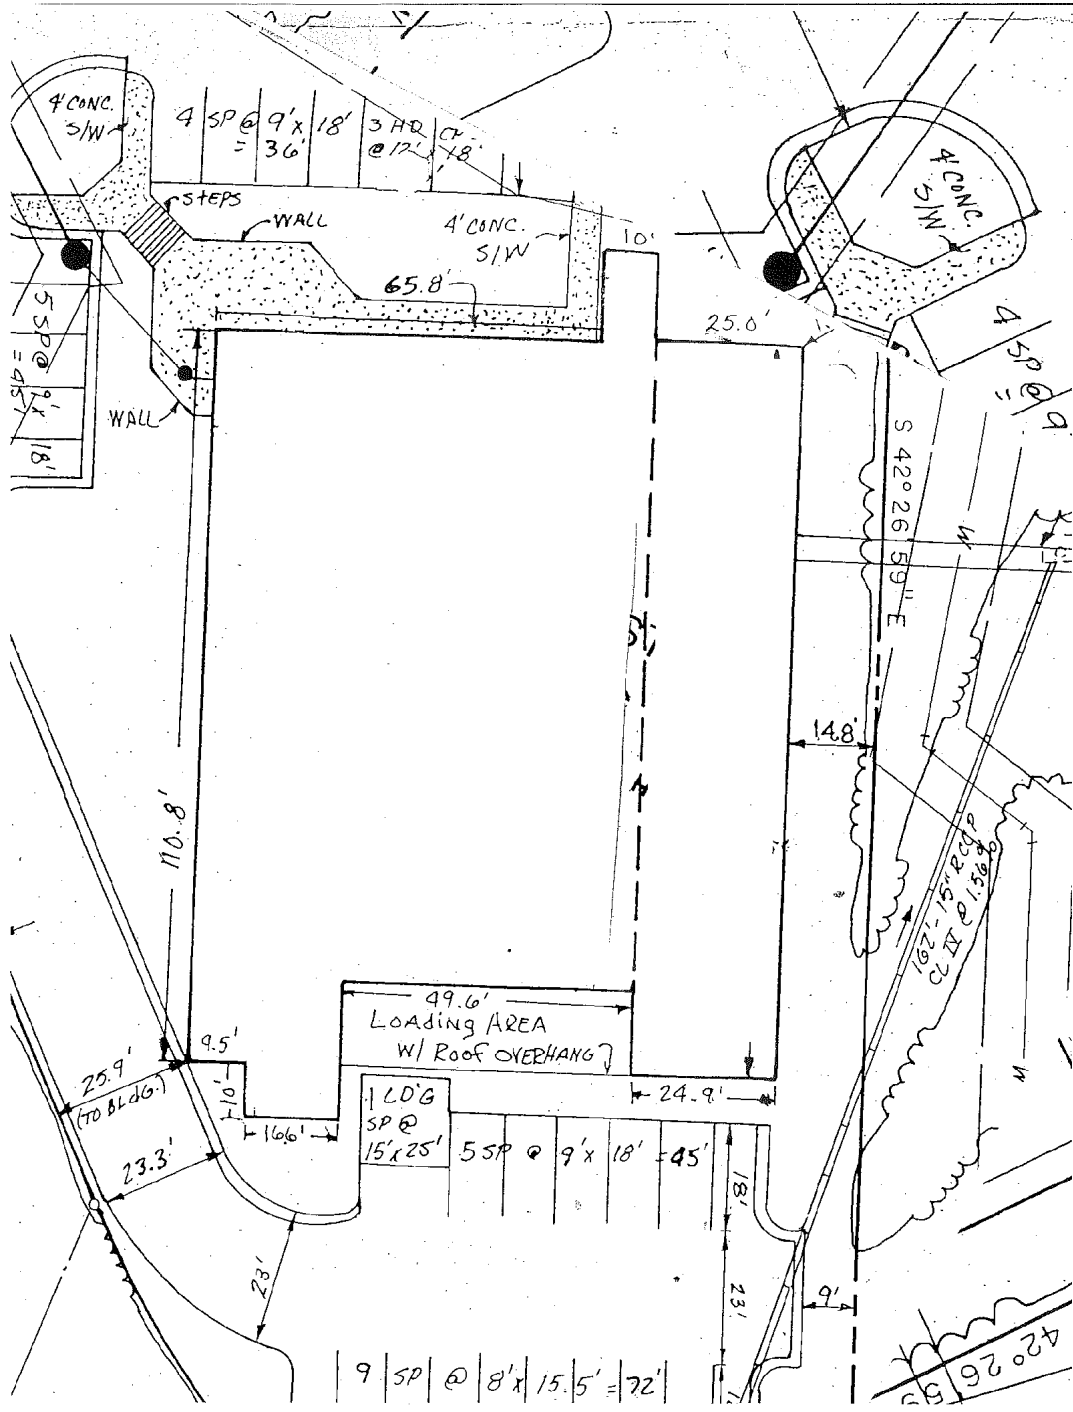 4' CONC.
S/W
4 SP @ 9' x 18'
= 36'
3 HD CP
@ 12' x 18'
STEPS
WALL
4' CONC.
S/W
10'
65.8'
25.0'
4' CONC.
S/W
4 SP @ 9'
=
5 SP @ 9' x 18'
= 45'
WALL
S 42° 26' 59" E
W
110.8'
14.8'
162' - 15" RCCP
CL IV @ 1.56%
W
49.6'
LOADING AREA
W/ ROOF OVERHANG
9.5'
10'
16.6'
24.9'
25.9'
(TO BLDG.)
23.3'
1 LD'G
SP @
15' x 25'
5 SP @ 9' x 18' = 45'
18'
23'
23'
9'
9 SP @ 8' x 15.5' = 72'
42° 26' 59